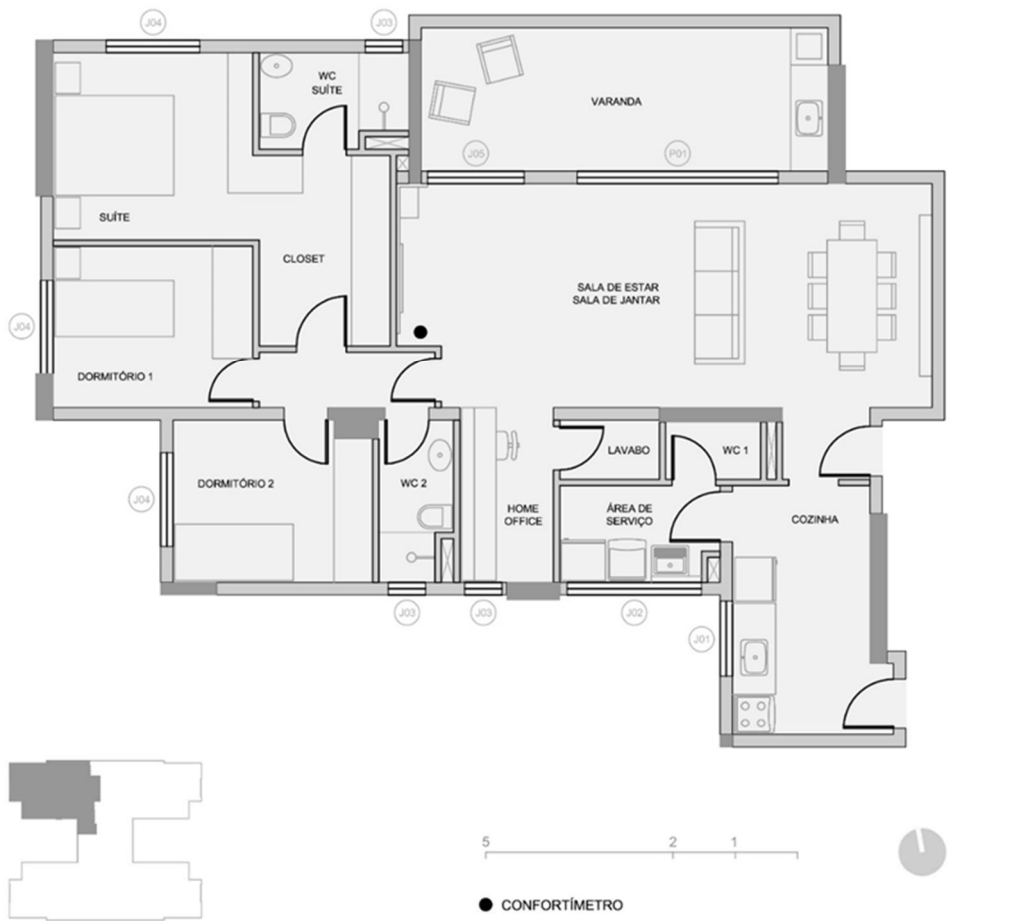 J04
J03
WC
SUÍTE
VARANDA
J05
P01
SUÍTE
CLOSET
SALA DE ESTAR
SALA DE JANTAR
J04
DORMITÓRIO 1
LAVABO
WC 1
DORMITÓRIO 2
WC 2
J04
HOME
OFFICE
ÁREA DE
SERVIÇO
COZINHA
J03
J03
J02
J01
5
2
1
CONFORTÍMETRO